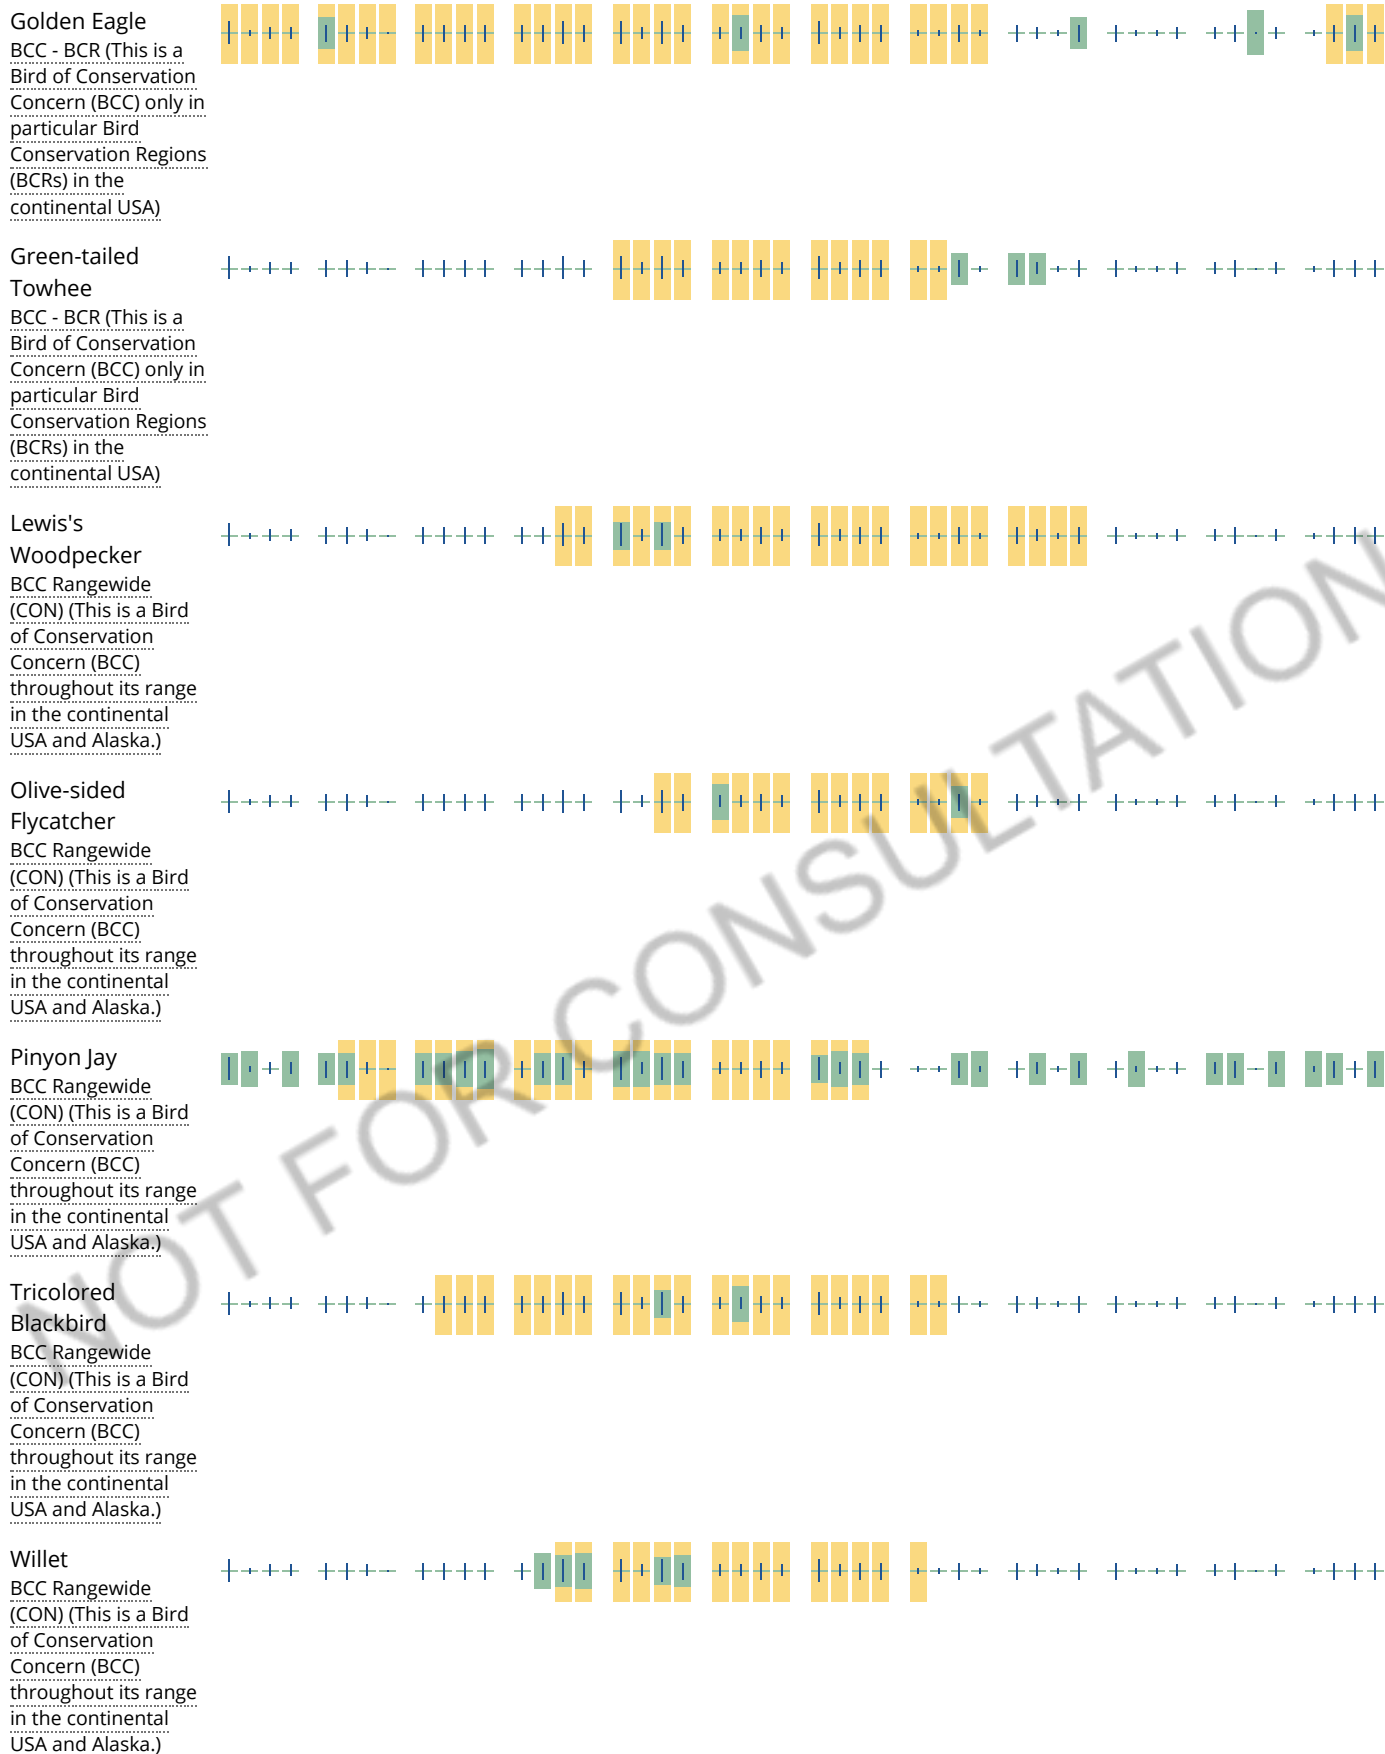 Golden Eagle
BCC - BCR (This is a
Bird of Conservation
Concern (BCC) only in
particular Bird
Conservation Regions
(BCRs) in the
continental USA)
Green-tailed
Towhee
BCC - BCR (This is a
Bird of Conservation
Concern (BCC) only in
particular Bird
Conservation Regions
(BCRs) in the
continental USA)
Lewis's
Woodpecker
BCC Rangewide
(CON) (This is a Bird
of Conservation
Concern (BCC)
throughout its range
in the continental
USA and Alaska.)
Olive-sided
Flycatcher
BCC Rangewide
(CON) (This is a Bird
of Conservation
Concern (BCC)
throughout its range
in the continental
USA and Alaska.)
Pinyon Jay
BCC Rangewide
(CON) (This is a Bird
of Conservation
Concern (BCC)
throughout its range
in the continental
USA and Alaska.)
Tricolored
Blackbird
BCC Rangewide
(CON) (This is a Bird
of Conservation
Concern (BCC)
throughout its range
in the continental
USA and Alaska.)
Willet
BCC Rangewide
(CON) (This is a Bird
of Conservation
Concern (BCC)
throughout its range
in the continental
USA and Alaska.)
NOT FOR CONSULTATION